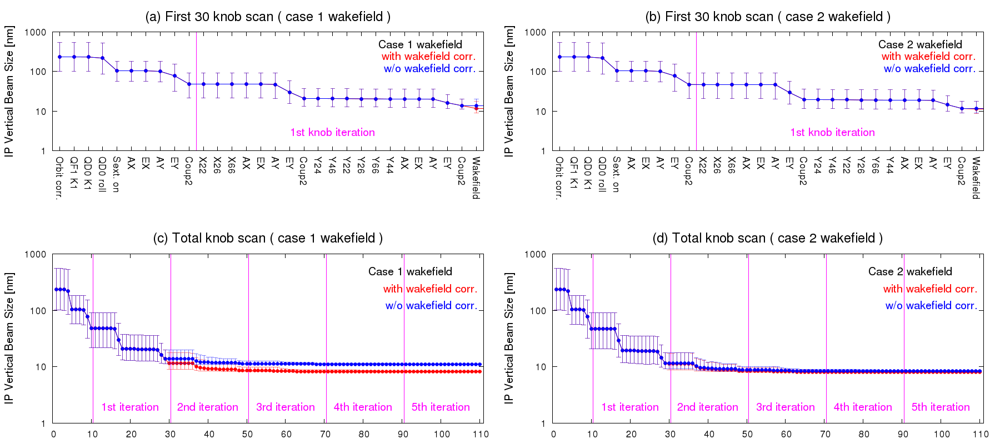 (a) First 30 knob scan ( case 1 wakefield )
IP Vertical Beam Size [nm]
1000
100
10
1
Case 1 wakefield
with wakefield corr.
w/o wakefield corr.
1st knob iteration
Orbit corr.
QF1 K1
QD0 K1
QD0 roll
Sext. on
AX
EX
AY
EY
Coup2
X22
X26
X66
AX
EX
AY
EY
Coup2
Y24
Y46
Y22
Y26
Y66
Y44
AX
EX
AY
EY
Coup2
Wakefield
(b) First 30 knob scan ( case 2 wakefield )
IP Vertical Beam Size [nm]
1000
100
10
1
Case 2 wakefield
with wakefield corr.
w/o wakefield corr.
1st knob iteration
Orbit corr.
QF1 K1
QD0 K1
QD0 roll
Sext. on
AX
EX
AY
EY
Coup2
X22
X26
X66
AX
EX
AY
EY
Coup2
Y24
Y46
Y22
Y26
Y66
Y44
AX
EX
AY
EY
Coup2
Wakefield
(c) Total knob scan ( case 1 wakefield )
IP Vertical Beam Size [nm]
1000
100
10
1
Case 1 wakefield
with wakefield corr.
w/o wakefield corr.
1st iteration
2nd iteration
3rd iteration
4th iteration
5th iteration
0 10 20 30 40 50 60 70 80 90 100 110
(d) Total knob scan ( case 2 wakefield )
IP Vertical Beam Size [nm]
1000
100
10
1
Case 2 wakefield
with wakefield corr.
w/o wakefield corr.
1st iteration
2nd iteration
3rd iteration
4th iteration
5th iteration
0 10 20 30 40 50 60 70 80 90 100 110